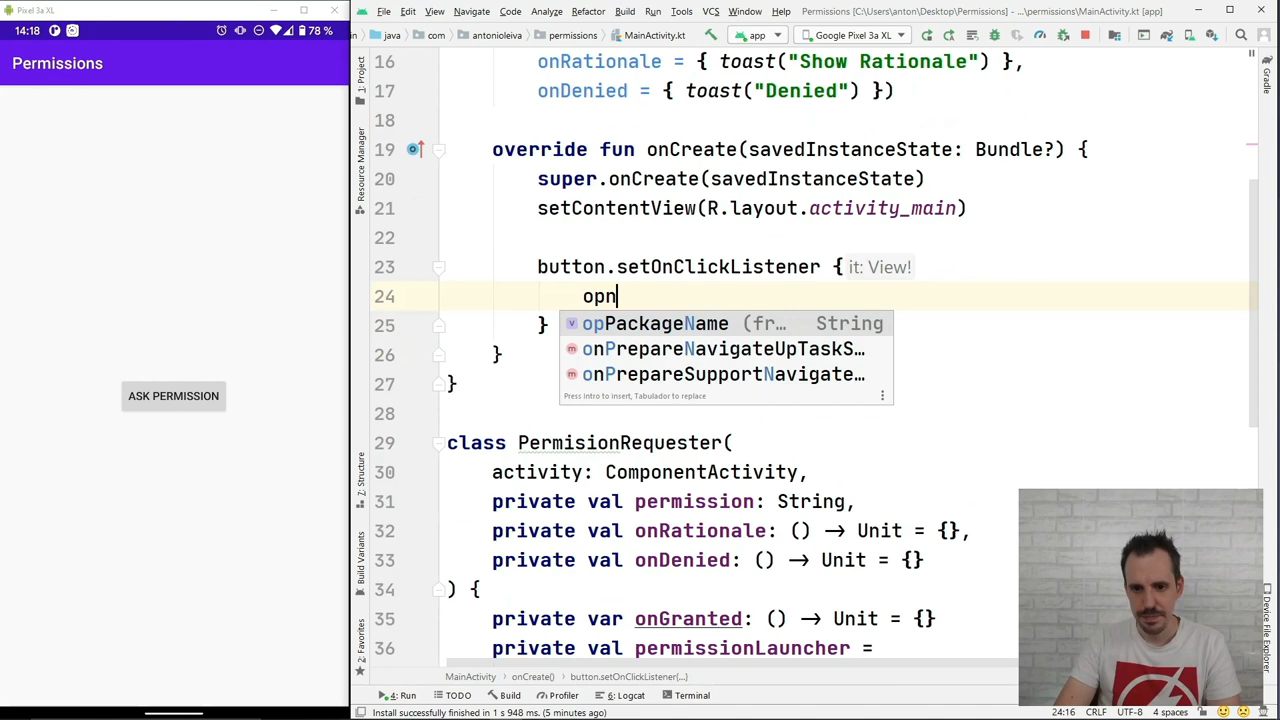 Pixel 3a XL
14:18
78 %
Permissions
ASK PERMISSION
File Edit View Navigate Code Analyze Refactor Build Run Tools Window Help Permissions [C:\Users\anton\Desktop\Permissions - ...\permissions\MainActivity.kt [app]
java com antonioleiva permissions MainActivity.kt app Google Pixel 3a XL
1: Project
Resource Manager
Z: Structure
Build Variants
2: Favorites
Gradle
Device File Explorer
16 onRationale = { toast("Show Rationale") },
17 onDenied = { toast("Denied") })
18
19 override fun onCreate(savedInstanceState: Bundle?) {
20 super.onCreate(savedInstanceState)
21 setContentView(R.layout.activity_main)
22
23 button.setOnClickListener { it: View!
24 opn
25 }
opPackageName (fr… String
onPrepareNavigateUpTaskS…
onPrepareSupportNavigate…
Press Intro to insert, Tabulador to replace
26 }
27 }
28
29 class PermisionRequester(
30 activity: ComponentActivity,
31 private val permission: String,
32 private val onRationale: () → Unit = {},
33 private val onDenied: () → Unit = {}
34 ) {
35 private var onGranted: () → Unit = {}
36 private val permissionLauncher =
MainActivity onCreate() button.setOnClickListener{...}
4: Run TODO Build Profiler 6: Logcat Terminal
Install successfully finished in 1 s 948 ms. (5 minutes ago) 24:16 CRLF UTF-8 4 spaces